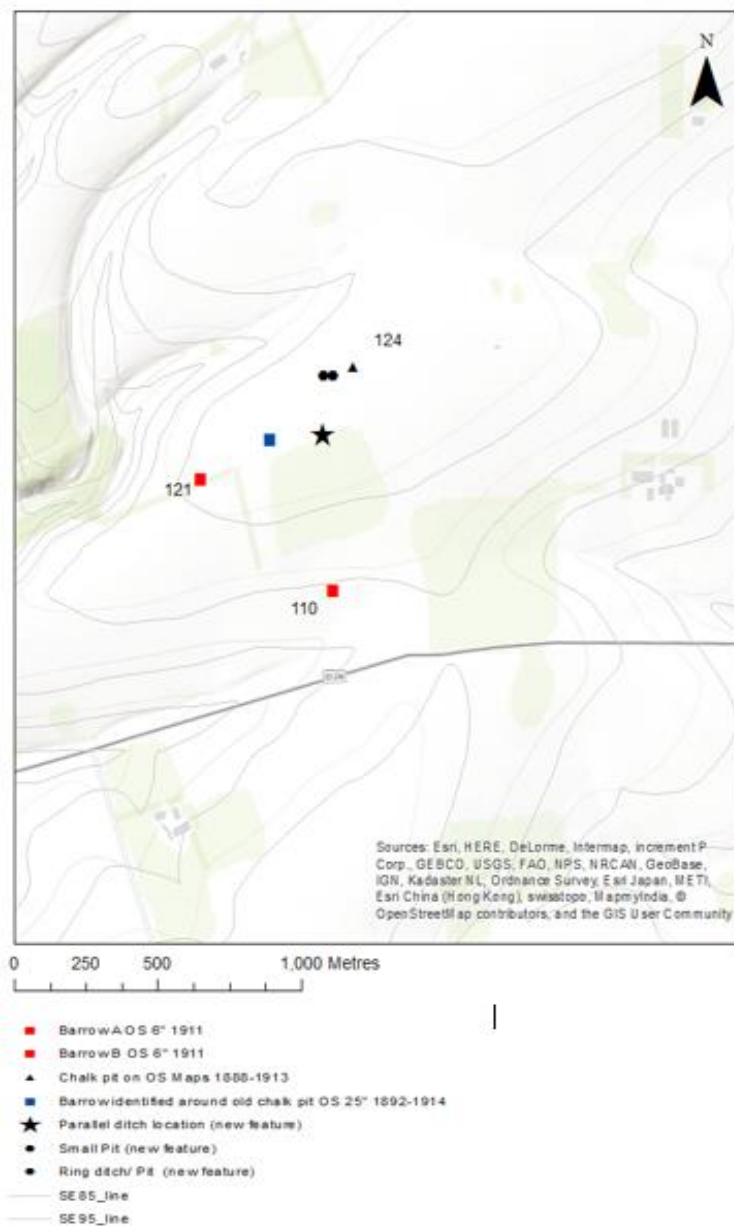 N
124
121
110
Sources: Esri, HERE, DeLorme, Intermap, increment P
Corp., GEBCO, USGS, FAO, NPS, NRCAN, GeoBase,
IGN, Kadaster NL, Ordnance Survey, Esri Japan, METI,
Esri China (Hong Kong), swisstopo, MapmyIndia, ©
OpenStreetMap contributors, and the GIS User Community
0 250 500 1,000 Metres
Barrow A OS 6" 1911
Barrow B OS 6" 1911
Chalk pit on OS Maps 1888-1913
Barrow identified around old chalk pit OS 25" 1892-1914
Parallel ditch location (new feature)
Small Pit (new feature)
Ring ditch/ Pit (new feature)
SE85_line
SE95_line